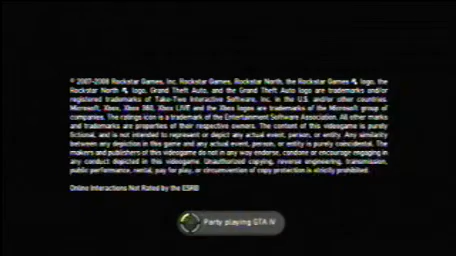 © 2007-2008 Rockstar Games, Inc. Rockstar Games, Rockstar North, the Rockstar Games logo, the
Rockstar North logo, Grand Theft Auto, and the Grand Theft Auto logo are trademarks and/or
registered trademarks of Take-Two Interactive Software, Inc. in the U.S. and/or other countries.
Microsoft, Xbox, Xbox 360, Xbox LIVE and the Xbox logos are trademarks of the Microsoft group of
companies. The ratings icon is a trademark of the Entertainment Software Association. All other marks
and trademarks are properties of their respective owners. The content of this videogame is purely
fictional, and is not intended to represent or depict any actual event, person, or entity. Any similarity
between any depiction in this game and any actual event, person, or entity is purely coincidental. The
makers and publishers of this videogame do not in any way endorse, condone or encourage engaging in
any conduct depicted in this videogame. Unauthorized copying, reverse engineering, transmission,
public performance, rental, pay for play, or circumvention of copy protection is strictly prohibited.
Online Interactions Not Rated by the ESRB
Party playing GTA IV